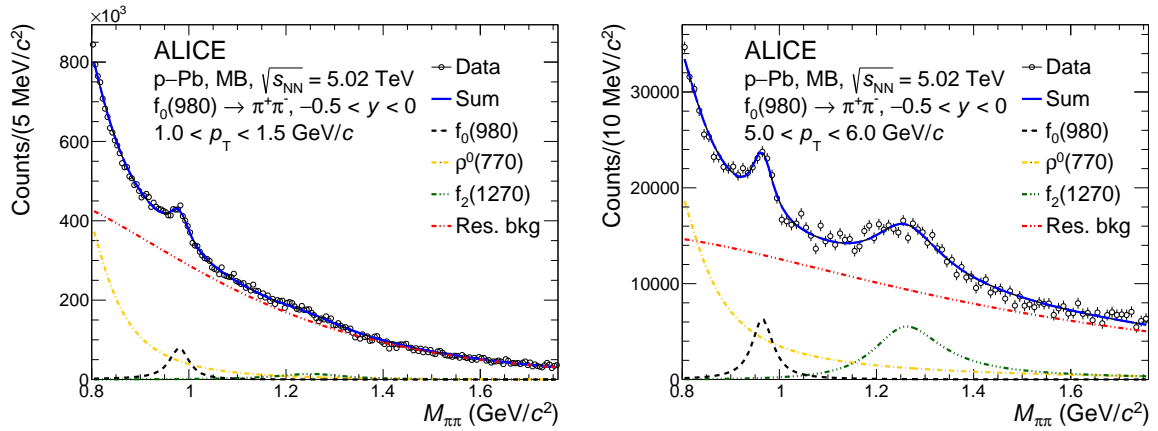 ×10³
ALICE
p–Pb, MB, √s_NN = 5.02 TeV
f₀(980) → π⁺π⁻, −0.5 < y < 0
1.0 < p_T < 1.5 GeV/c
Data
Sum
f₀(980)
ρ⁰(770)
f₂(1270)
Res. bkg
Counts/(5 MeV/c²)
800
600
400
200
0
0.8 1 1.2 1.4 1.6
M_ππ (GeV/c²)
ALICE
p–Pb, MB, √s_NN = 5.02 TeV
f₀(980) → π⁺π⁻, −0.5 < y < 0
5.0 < p_T < 6.0 GeV/c
Data
Sum
f₀(980)
ρ⁰(770)
f₂(1270)
Res. bkg
Counts/(10 MeV/c²)
30000
20000
10000
0
0.8 1 1.2 1.4 1.6
M_ππ (GeV/c²)